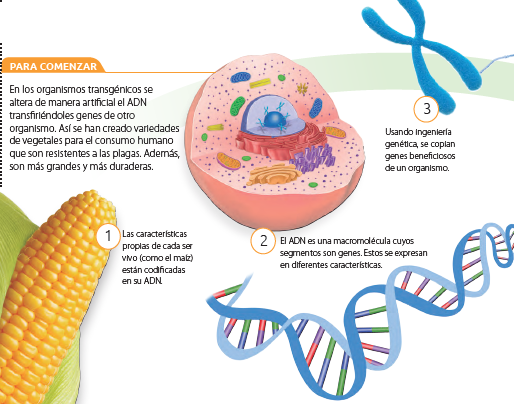 PARA COMENZAR
En los organismos transgénicos se
altera de manera artificial el ADN
transfiriéndoles genes de otro
organismo. Así se han creado variedades
de vegetales para el consumo humano
que son resistentes a las plagas. Además,
son más grandes y más duraderas.
1
Las características
propias de cada ser
vivo (como el maíz)
están codificadas
en su ADN.
2
El ADN es una macromolécula cuyos
segmentos son genes. Estos se expresan
en diferentes características.
3
Usando ingeniería
genética, se copian
genes beneficiosos
de un organismo.